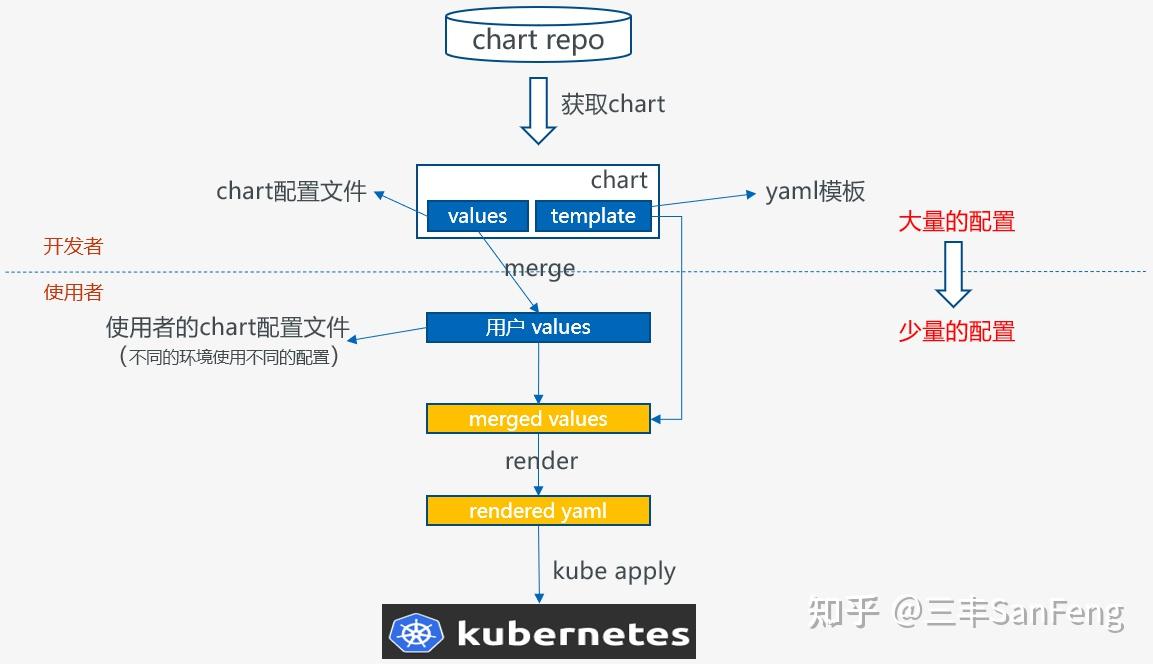 chart repo
获取chart
chart
chart配置文件
values
template
yaml模板
大量的配置
开发者
merge
使用者
使用者的chart配置文件
（不同的环境使用不同的配置）
用户 values
少量的配置
merged values
render
rendered yaml
kube apply
kubernetes
知乎 @三丰SanFeng